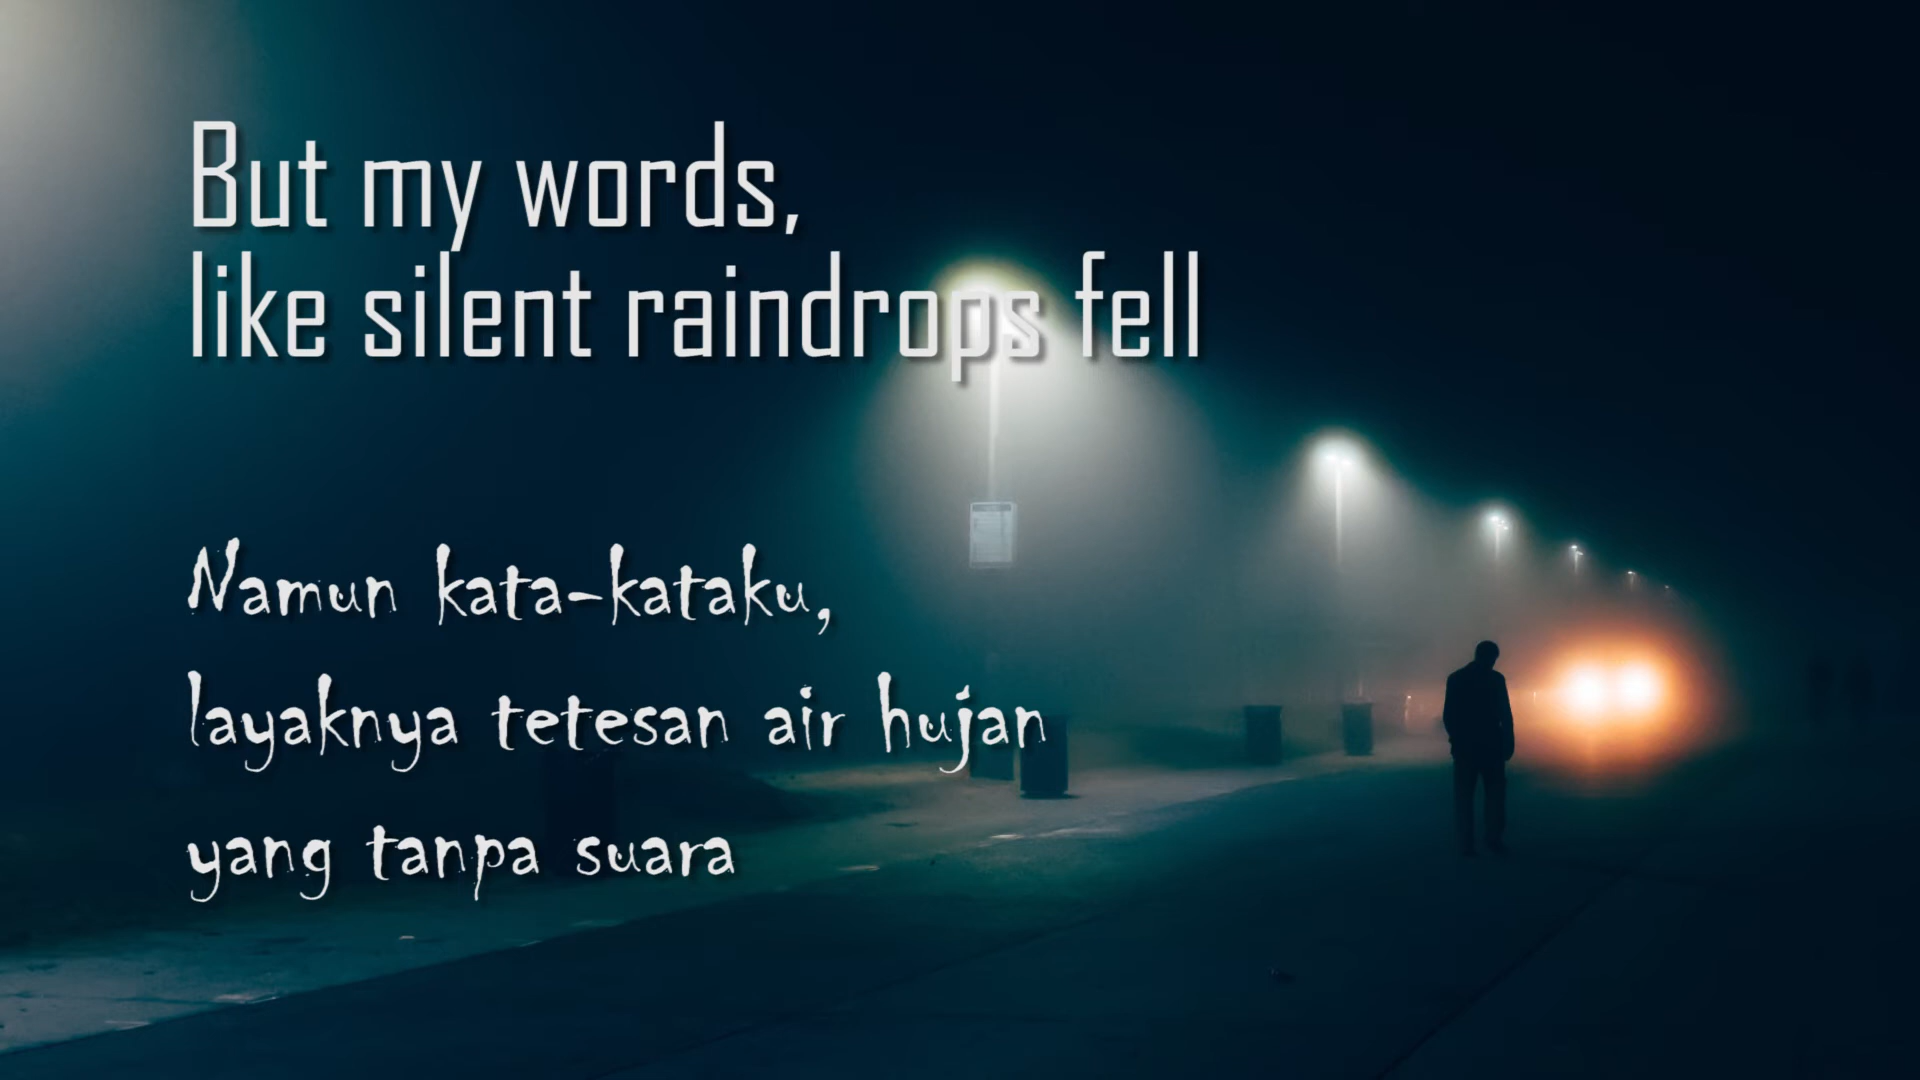 But my words,
like silent raindrops fell
Namun kata-kataku,
layaknya tetesan air hujan
yang tanpa suara